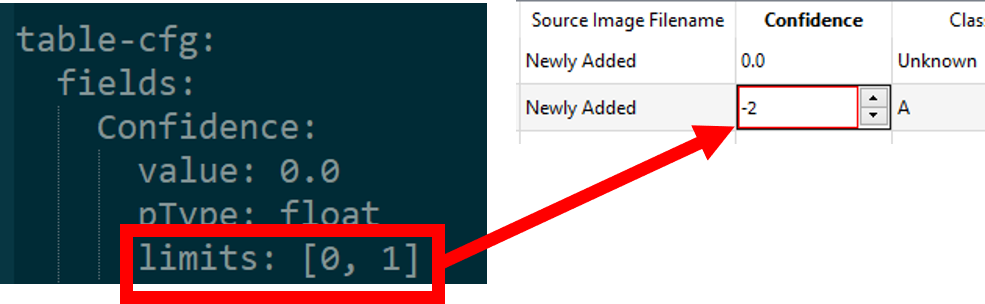 table-cfg:
fields:
Confidence:
value: 0.0
pType: float
limits: [0, 1]
Source Image Filename Confidence Clas
Newly Added 0.0 Unknown
Newly Added -2 A